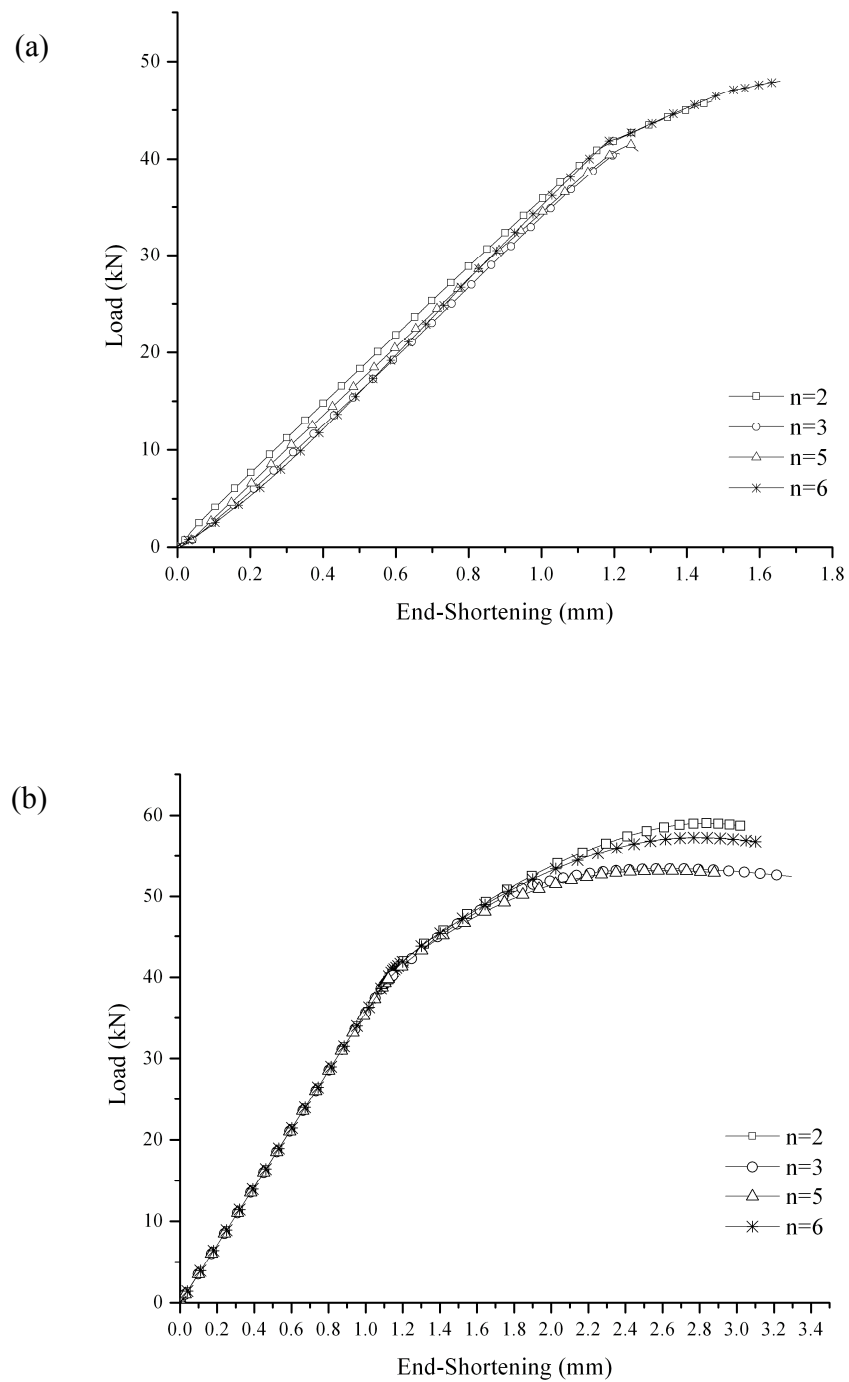 (a)
50
40
30
20
10
0
Load (kN)
n=2
n=3
n=5
n=6
0.0 0.2 0.4 0.6 0.8 1.0 1.2 1.4 1.6 1.8
End-Shortening (mm)
(b)
60
50
40
30
20
10
0
Load (kN)
n=2
n=3
n=5
n=6
0.0 0.2 0.4 0.6 0.8 1.0 1.2 1.4 1.6 1.8 2.0 2.2 2.4 2.6 2.8 3.0 3.2 3.4
End-Shortening (mm)